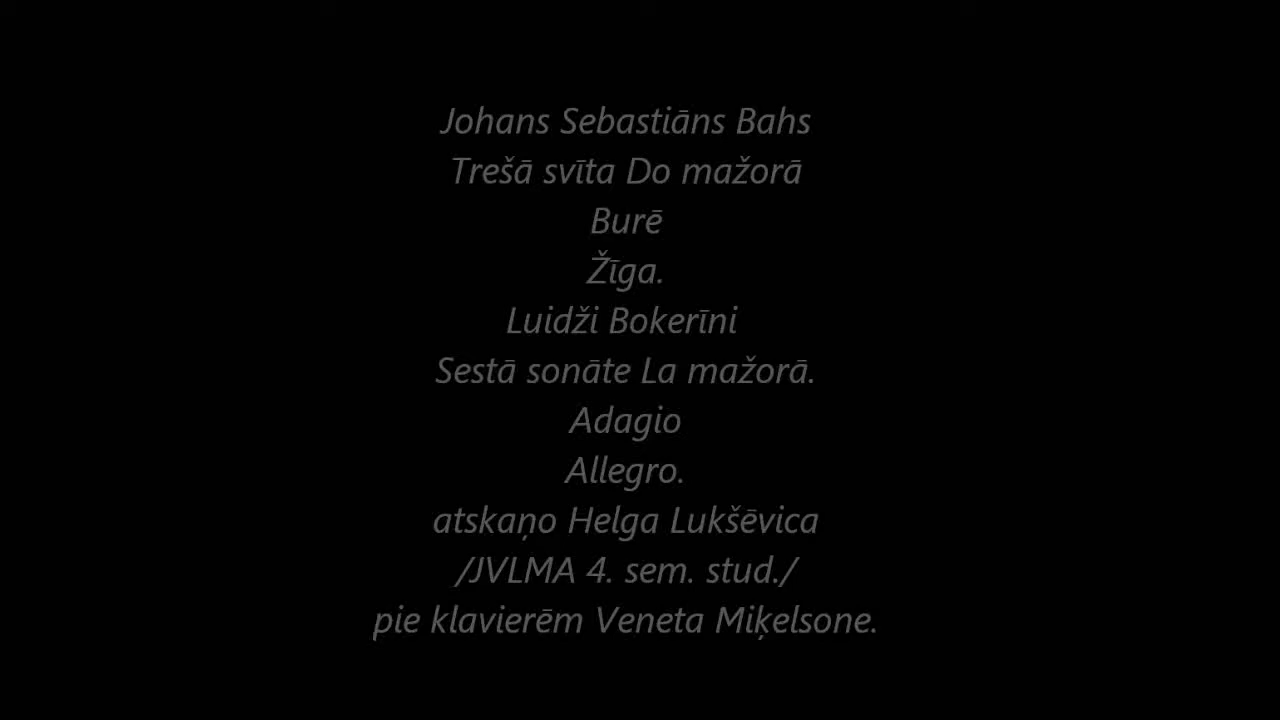 Johans Sebastiāns Bahs
Trešā svīta Do mažorā
Burē
Žīga.
Luidži Bokerīni
Sestā sonāte La mažorā.
Adagio
Allegro.
atskaņo Helga Lukšēvica
/JVLMA 4. sem. stud./
pie klavierēm Veneta Miķelsone.